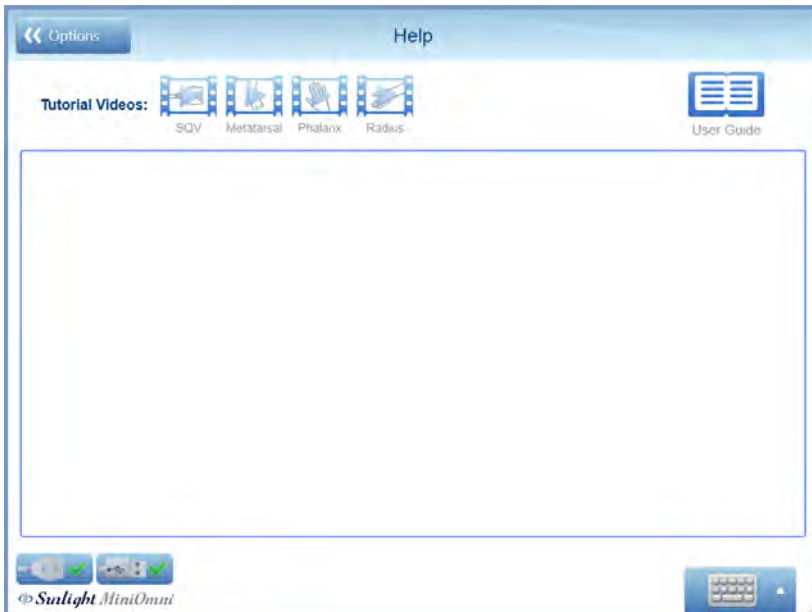 Options
Help
Tutorial Videos:
SQV
Metatarsal
Phalanx
Radius
User Guide
Sunlight MiniOmni